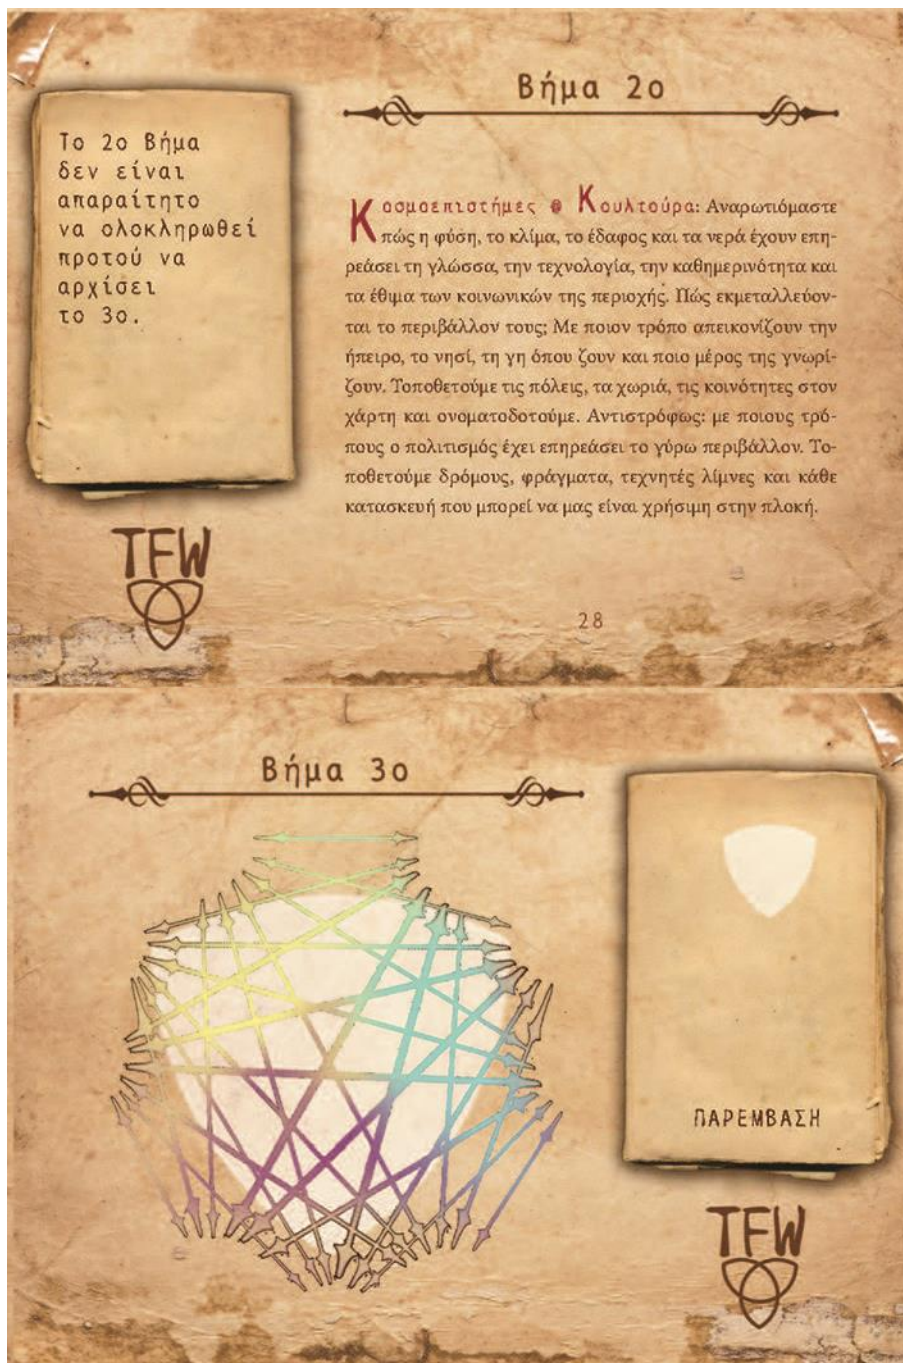 Βήμα 2ο
Το 2ο Βήμα
δεν είναι
απαραίτητο
να ολοκληρωθεί
προτού να
αρχίσει
το 3ο.
Κοσμοεπιστήμες @ Κουλτούρα: Αναρωτιόμαστε
πώς η φύση, το κλίμα, το έδαφος και τα νερά έχουν επη-
ρεάσει τη γλώσσα, την τεχνολογία, την καθημερινότητα και
τα έθιμα των κοινωνικών της περιοχής. Πώς εκμεταλλεύον-
ται το περιβάλλον τους; Με ποιον τρόπο απεικονίζουν την
ήπειρο, το νησί, τη γη όπου ζουν και ποιο μέρος της γνωρί-
ζουν. Τοποθετούμε τις πόλεις, τα χωριά, τις κοινότητες στον
χάρτη και ονοματοδοτούμε. Αντιστρόφως: με ποιους τρό-
πους ο πολιτισμός έχει επηρεάσει το γύρω περιβάλλον. Το-
ποθετούμε δρόμους, φράγματα, τεχνητές λίμνες και κάθε
κατασκευή που μπορεί να μας είναι χρήσιμη στην πλοκή.
TFW
28
Βήμα 3ο
ΠΑΡΕΜΒΑΣΗ
TFW